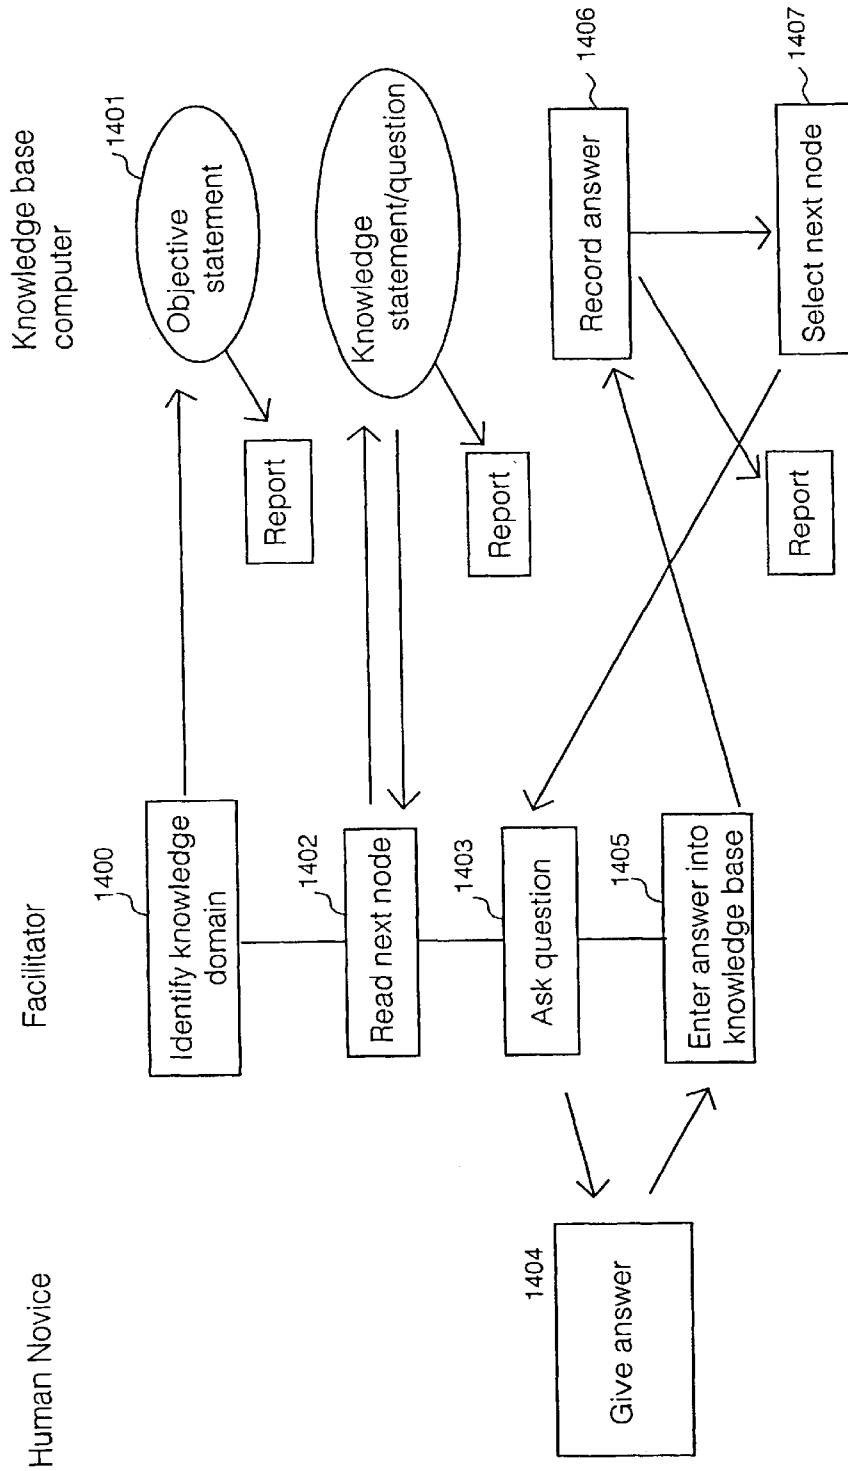 Human Novice
Facilitator
Knowledge base
computer
1400
Identify knowledge
domain
1401
Objective
statement
Report
1402
Read next node
Knowledge
statement/question
Report
1403
Ask question
1404
Give answer
1405
Enter answer into
knowledge base
1406
Record answer
Report
1407
Select next node